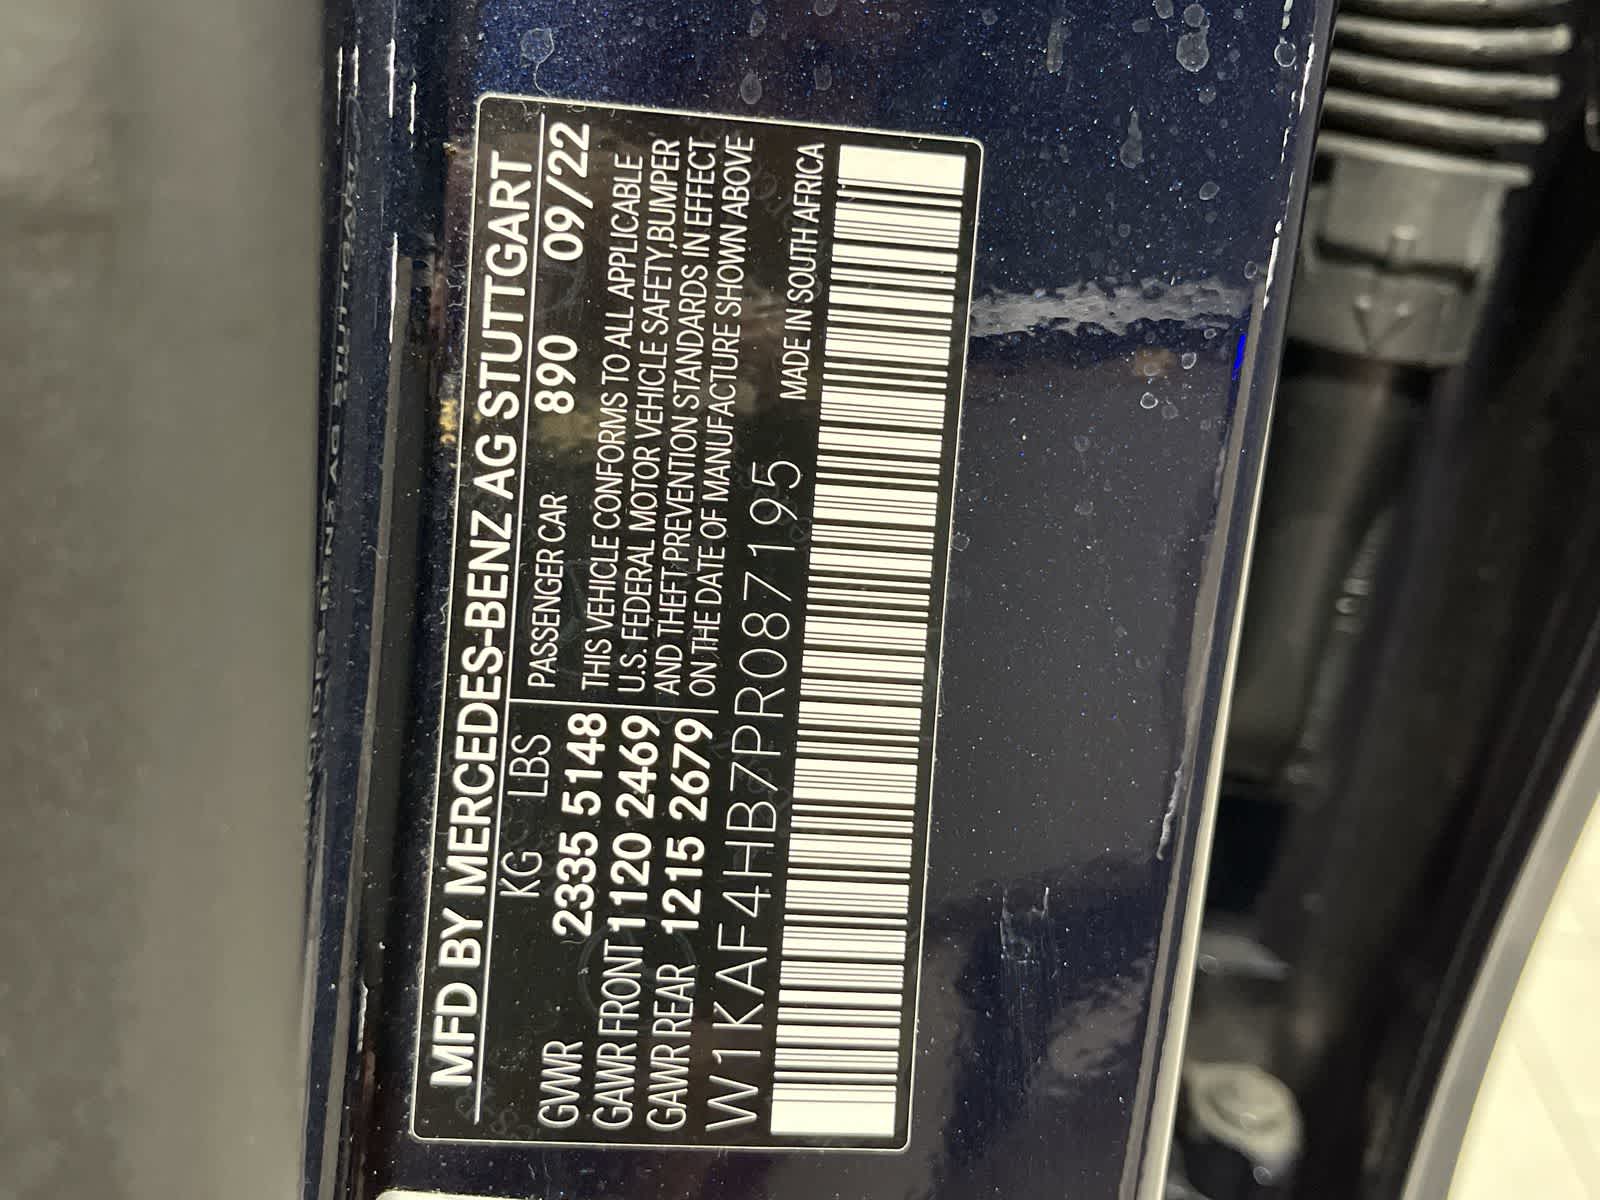 MFD BY MERCEDES-BENZ AG STUTTGART
KG LBS
GVWR 2335 5148
GAWR FRONT 1120 2469
GAWR REAR 1215 2679
PASSENGER CAR 890 09/22
THIS VEHICLE CONFORMS TO ALL APPLICABLE
U.S. FEDERAL MOTOR VEHICLE SAFETY,BUMPER
AND THEFT PREVENTION STANDARDS IN EFFECT
ON THE DATE OF MANUFACTURE SHOWN ABOVE
W1KAF4HB7PR087195
MADE IN SOUTH AFRICA